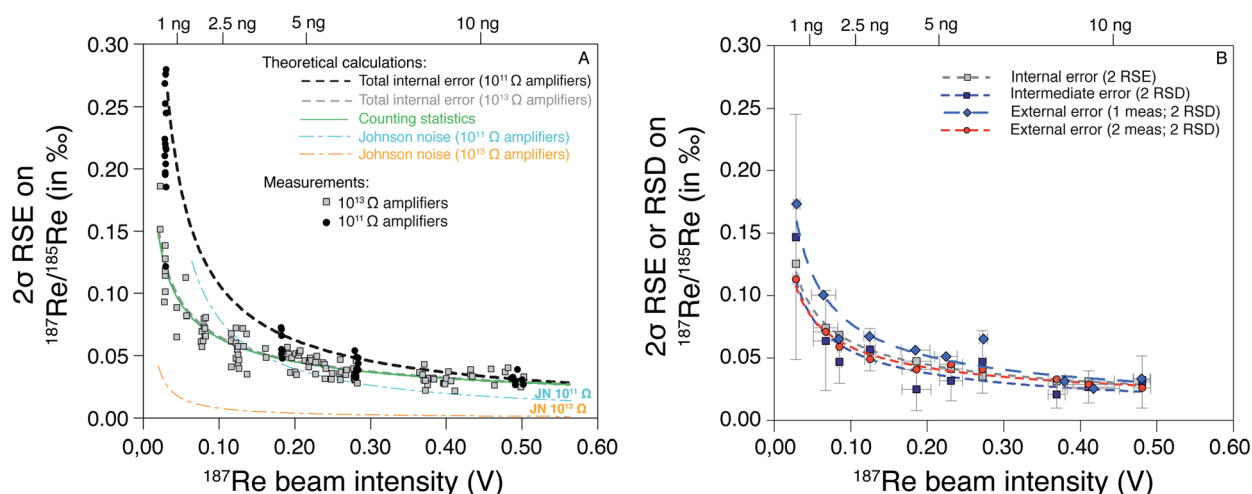 1 ng 2.5 ng 5 ng 10 ng
0.30
0.25
0.20
0.15
0.10
0.05
0.00
2σ RSE on
¹⁸⁷Re/¹⁸⁵Re (in ‰)
A
Theoretical calculations:
Total internal error (10¹¹ Ω amplifiers)
Total internal error (10¹³ Ω amplifiers)
Counting statistics
Johnson noise (10¹¹ Ω amplifiers)
Johnson noise (10¹³ Ω amplifiers)
Measurements:
10¹³ Ω amplifiers
10¹¹ Ω amplifiers
JN 10¹¹ Ω
JN 10¹³ Ω
0,00 0.10 0.20 0.30 0.40 0.50 0.60
¹⁸⁷Re beam intensity (V)
1 ng 2.5 ng 5 ng 10 ng
0.30
0.25
0.20
0.15
0.10
0.05
0.00
2σ RSE or RSD on
¹⁸⁷Re/¹⁸⁵Re (in ‰)
B
Internal error (2 RSE)
Intermediate error (2 RSD)
External error (1 meas; 2 RSD)
External error (2 meas; 2 RSD)
0,00 0.10 0.20 0.30 0.40 0.50 0.60
¹⁸⁷Re beam intensity (V)